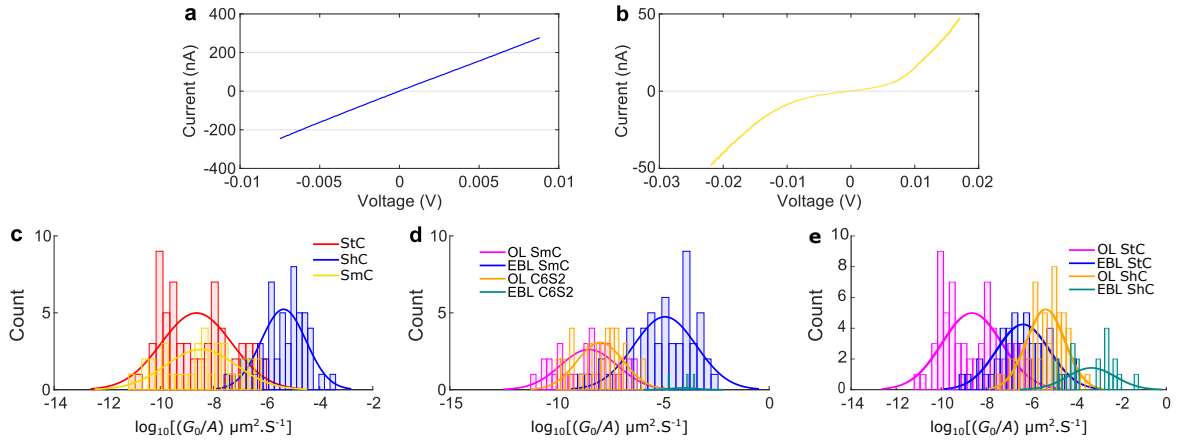 a
Current (nA)
400
200
0
-200
-400
-0.01
-0.005
0
0.005
0.01
Voltage (V)
b
Current (nA)
50
0
-50
-0.03
-0.02
-0.01
0
0.01
0.02
Voltage (V)
c
Count
10
5
0
StC
ShC
SmC
-14
-12
-10
-8
-6
-4
-2
log10[(G0/A) μm².S⁻¹]
d
Count
10
5
0
OL SmC
EBL SmC
OL C6S2
EBL C6S2
-15
-10
-5
0
log10[(G0/A) μm².S⁻¹]
e
Count
10
8
6
4
2
0
OL StC
EBL StC
OL ShC
EBL ShC
-14
-12
-10
-8
-6
-4
-2
0
log10[(G0/A) μm².S⁻¹]